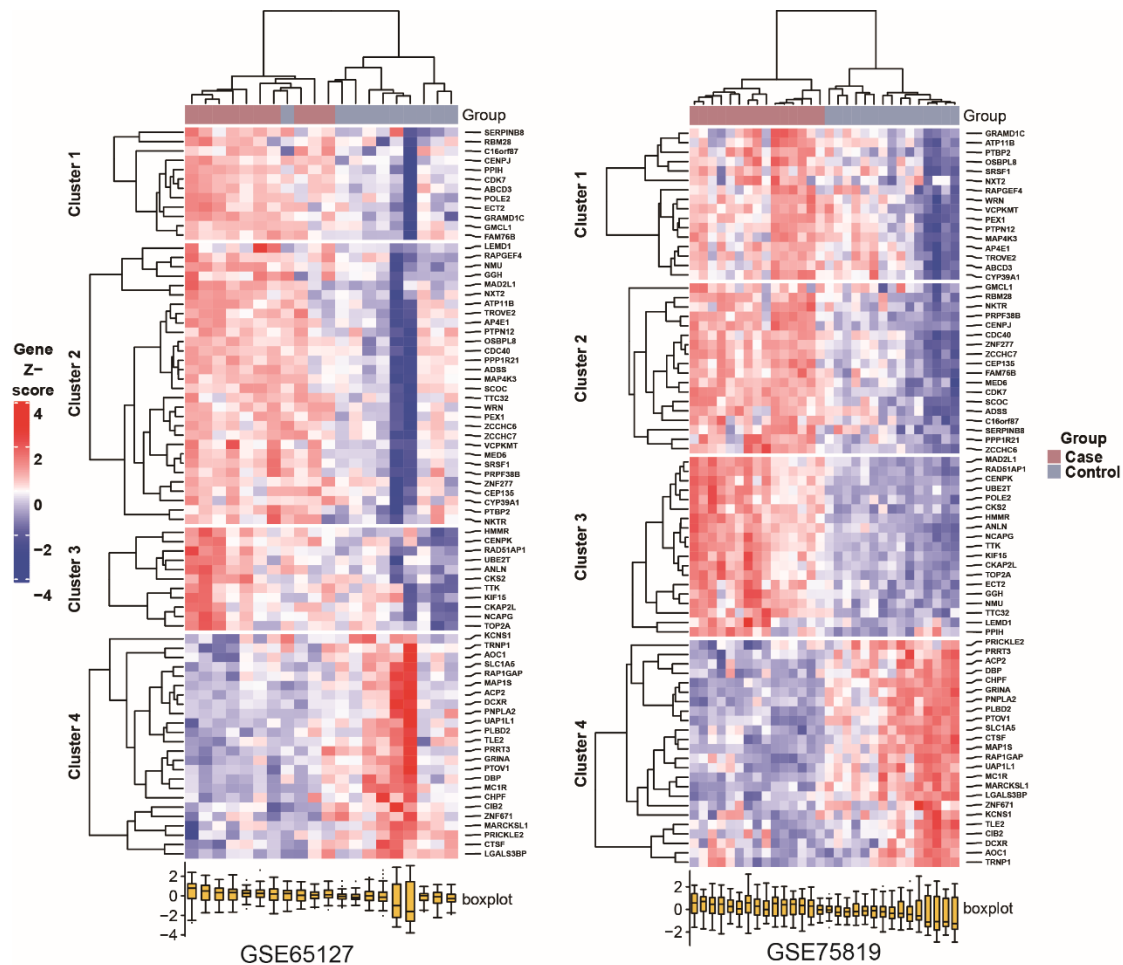 Group
Cluster 1
SERPINB8
RBM28
C16orf87
CENPJ
PPIH
CDK7
ABCD3
POLE2
ECT2
GRAMD1C
GMCL1
FAM76B
Cluster 2
LEMD1
RAPGEF4
NMU
GGH
MAD2L1
NXT2
ATP11B
TROVE2
AP4E1
PTPN12
OSBPL8
CDC40
PPP1R21
ADSS
MAP4K3
SCOC
TTC32
WRN
PEX1
ZCCHC6
ZCCHC7
VCPKMT
MED6
SRSF1
PRPF38B
ZNF277
CEP135
CYP39A1
PTBP2
NKTR
Cluster 3
HMMR
CENPK
RAD51AP1
UBE2T
ANLN
CKS2
TTK
KIF15
CKAP2L
NCAPG
TOP2A
Cluster 4
KCNS1
TRNP1
AOC1
SLC1A5
RAP1GAP
MAP1S
ACP2
DCXR
PNPLA2
UAP1L1
PLBD2
TLE2
PRRT3
GRINA
PTOV1
DBP
MC1R
CHPF
CIB2
ZNF671
MARCKSL1
PRICKLE2
CTSF
LGALS3BP
Gene
Z-
score
4
2
0
−2
−4
2
0
−2
−4
boxplot
GSE65127
Group
Cluster 1
GRAMD1C
ATP11B
PTBP2
OSBPL8
SRSF1
NXT2
RAPGEF4
WRN
VCPKMT
PEX1
PTPN12
MAP4K3
AP4E1
TROVE2
ABCD3
CYP39A1
Cluster 2
GMCL1
RBM28
NKTR
PRPF38B
CENPJ
CDC40
ZNF277
ZCCHC7
CEP135
FAM76B
MED6
CDK7
SCOC
ADSS
C16orf87
SERPINB8
PPP1R21
ZCCHC6
Cluster 3
MAD2L1
RAD51AP1
CENPK
UBE2T
POLE2
CKS2
HMMR
ANLN
NCAPG
TTK
KIF15
CKAP2L
TOP2A
ECT2
GGH
NMU
TTC32
LEMD1
PPIH
Cluster 4
PRICKLE2
PRRT3
ACP2
DBP
CHPF
GRINA
PNPLA2
PLBD2
PTOV1
SLC1A5
CTSF
MAP1S
RAP1GAP
UAP1L1
MC1R
MARCKSL1
LGALS3BP
ZNF671
KCNS1
TLE2
CIB2
DCXR
AOC1
TRNP1
2
0
−2
boxplot
GSE75819
Group
Case
Control